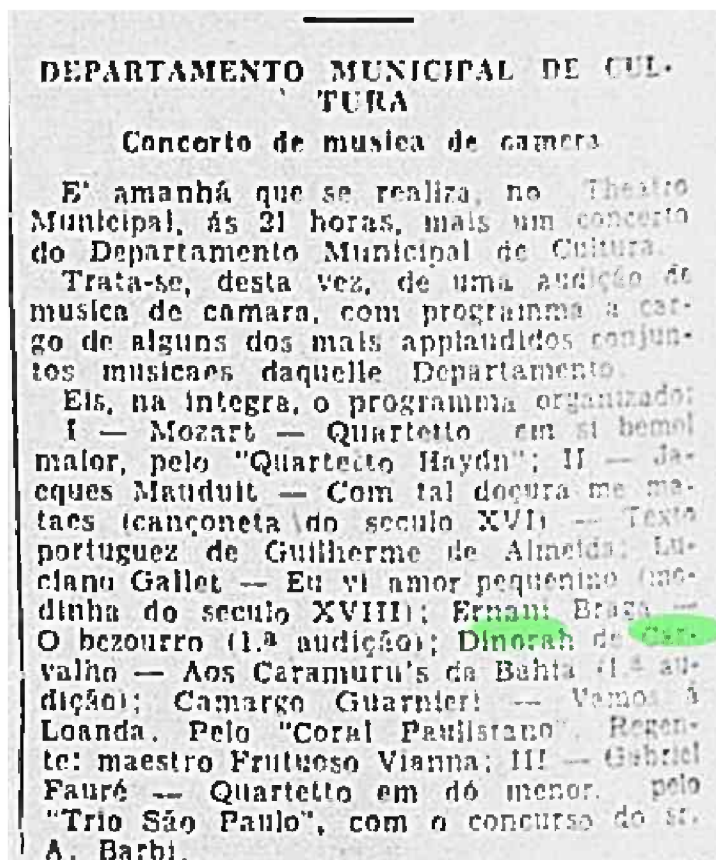 DEPARTAMENTO MUNICIPAL DE CUL-
TURA
Concerto de musica de camera
E' amanhá que se realiza, no Theatro
Municipal, ás 21 horas, mais um concerto
do Departamento Municipal de Cultura.
Trata-se, desta vez, de uma audição de
musica de camara, com programma a car-
go de alguns dos mais applaudidos conjun-
tos musicaes daquelle Departamento.
Eis, na integra, o programma organizado:
I — Mozart — Quartetto em si bemol
maior, pelo "Quartetto Haydn"; II — Ja-
cques Mauduit — Com tal doçura me ma-
taes (cançoneta do seculo XVI) — Texto
portuguez de Guilherme de Almeida; Lu-
ciano Gallet — Eu vi amor pequenino (mo-
dinha do seculo XVIII); Ernani Braga —
O bezourro (1.ª audição); Dinorah de Car-
valho — Aos Caramuru's da Bahia (1.ª au-
dição); Camargo Guarnieri — Vamos á
Loanda. Pelo "Coral Paulistano". Regen-
te: maestro Frutuoso Vianna; III — Gabriel
Fauré — Quartetto em dó menor, pelo
"Trio São Paulo", com o concurso do sr.
A. Barbi.